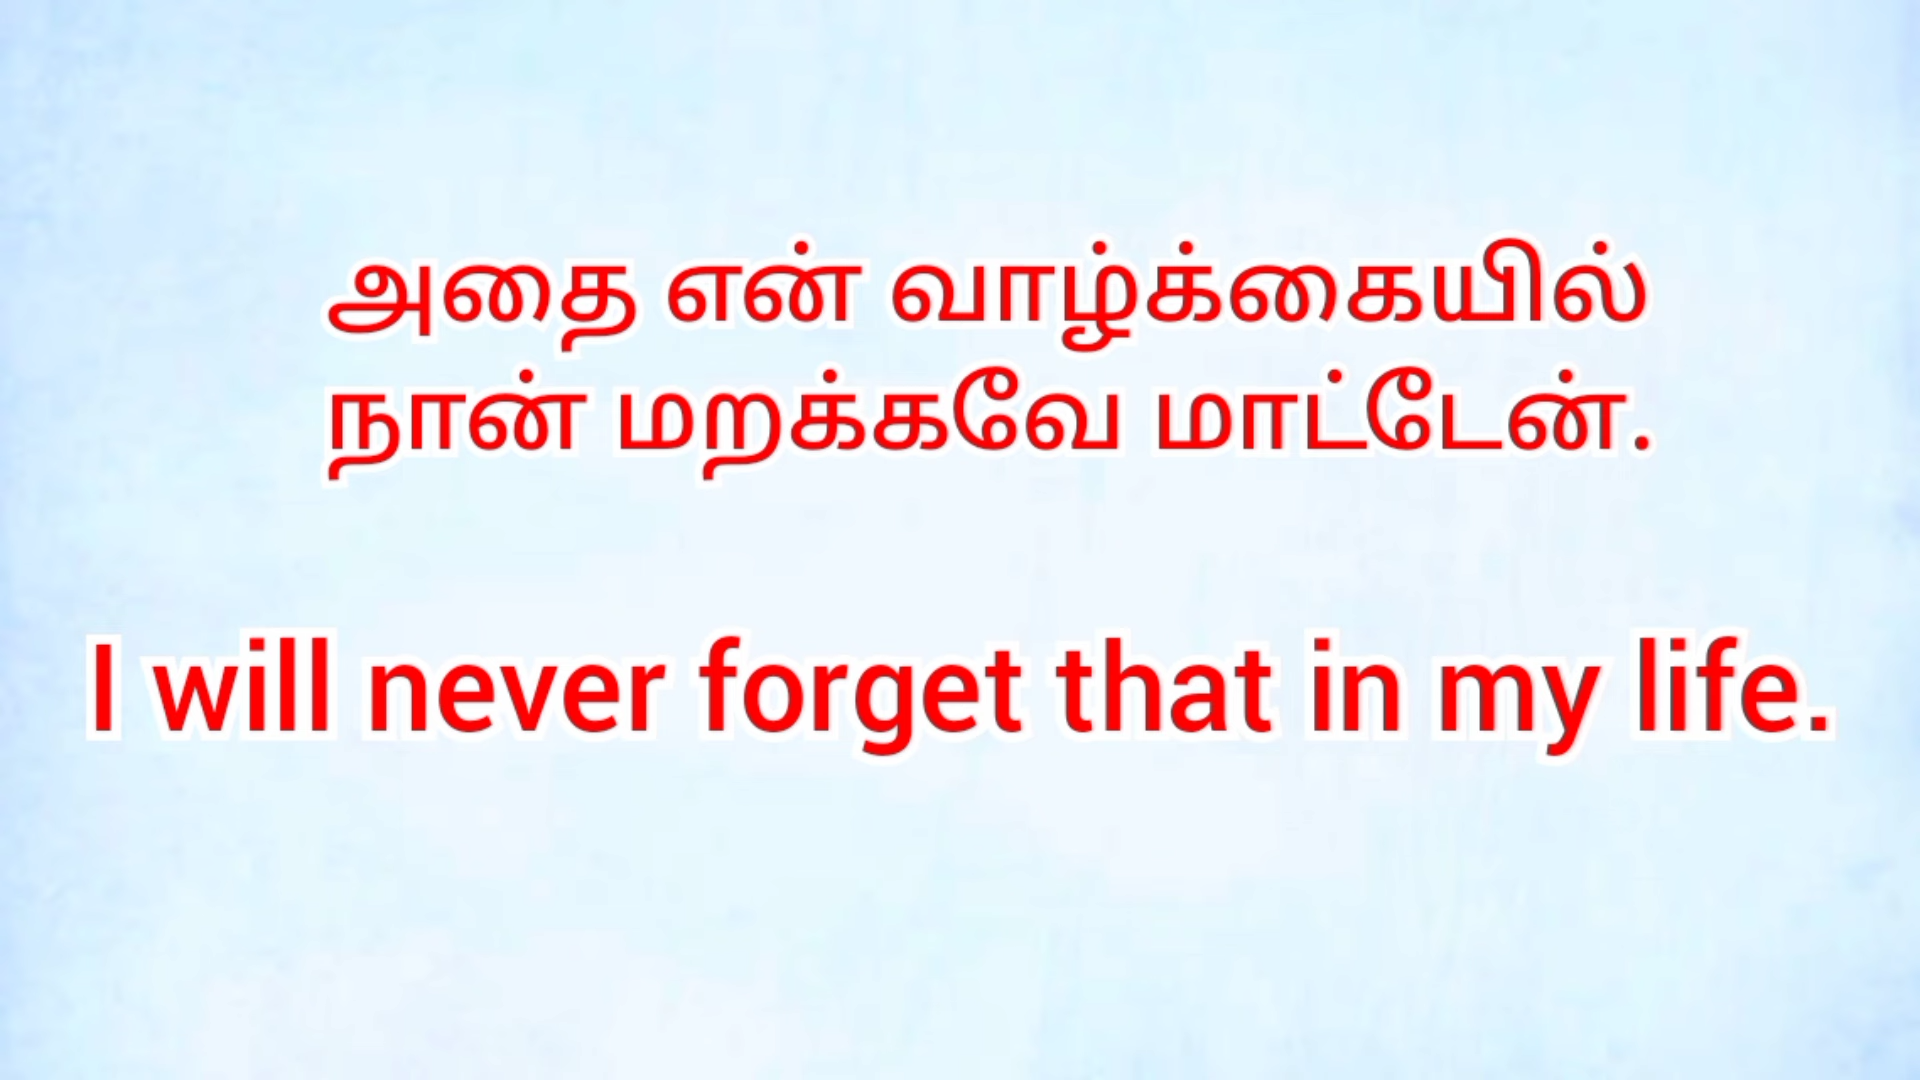 அதை என் வாழ்க்கையில்
நான் மறக்கவே மாட்டேன்.
I will never forget that in my life.